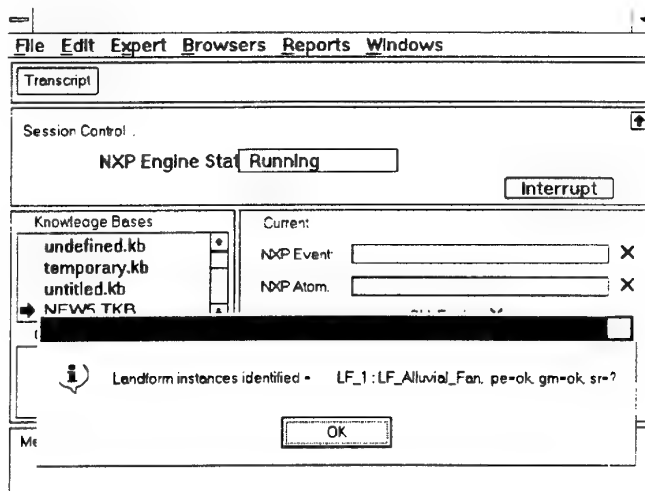 File Edit Expert Browsers Reports Windows
Transcript
Session Control .
NXP Engine Stat Running
Interrupt
Knowledge Bases
undefined.kb
temporary.kb
untitled.kb
NEW5.TKB
Current
NXP Event:
NXP Atom.
Landform instances identified = LF_1 : LF_Alluvial_Fan, pe=ok, gm=ok, sr=?
OK
Me